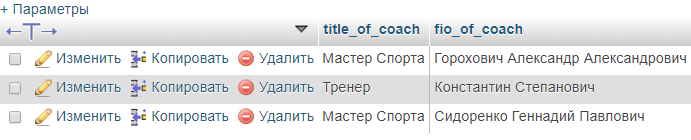 + Параметры
title_of_coach fio_of_coach
Изменить Копировать Удалить Мастер Спорта Горохович Александр Александрович
Изменить Копировать Удалить Тренер Константин Степанович
Изменить Копировать Удалить Мастер Спорта Сидоренко Геннадий Павлович